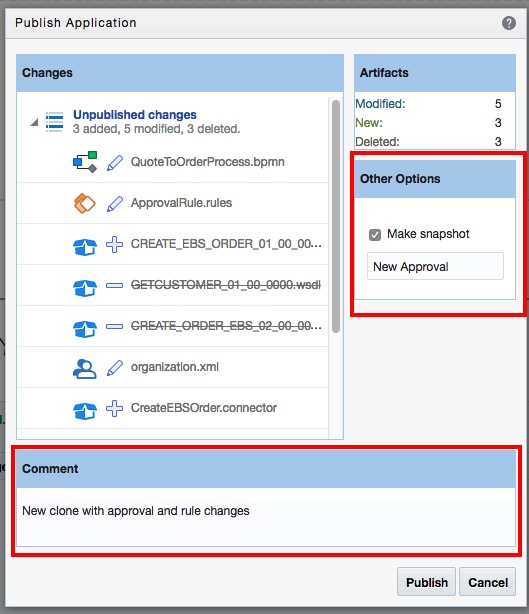 Publish Application
?
Changes
Unpublished changes
3 added, 5 modified, 3 deleted.
QuoteToOrderProcess.bpmn
ApprovalRule.rules
CREATE_EBS_ORDER_01_00_00...
GETCUSTOMER_01_00_0000.wsdl
CREATE_ORDER_EBS_02_00_00...
organization.xml
CreateEBSOrder.connector
Artifacts
Modified: 5
New: 3
Deleted: 3
Other Options
Make snapshot
New Approval
Comment
New clone with approval and rule changes
Publish Cancel